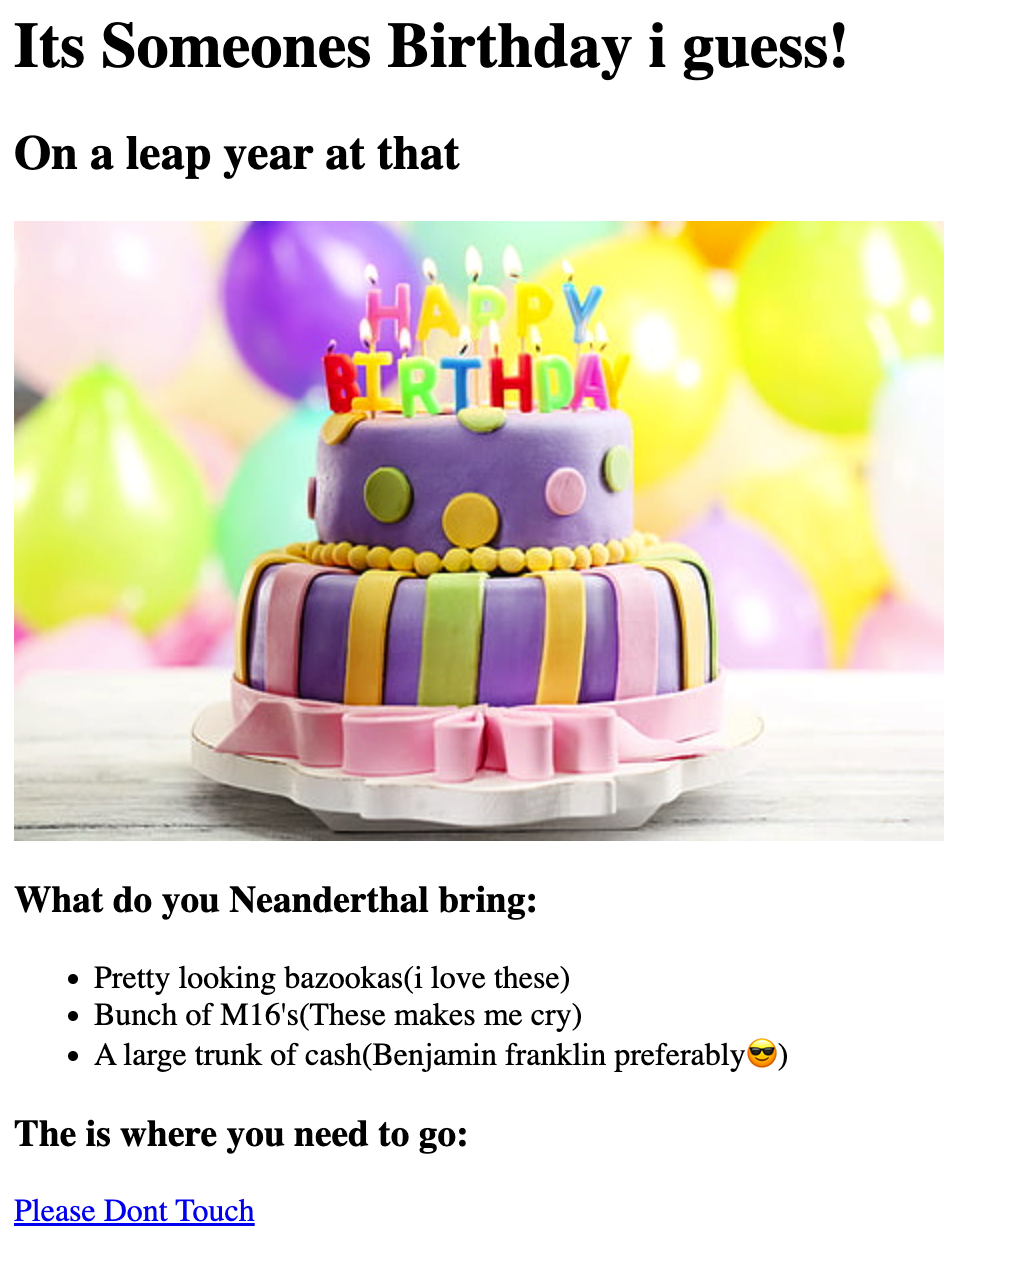 Its Someones Birthday i guess!
On a leap year at that
HAPPY
BIRTHDAY
What do you Neanderthal bring:
Pretty looking bazookas(i love these)
Bunch of M16's(These makes me cry)
A large trunk of cash(Benjamin franklin preferably😎)
The is where you need to go:
Please Dont Touch